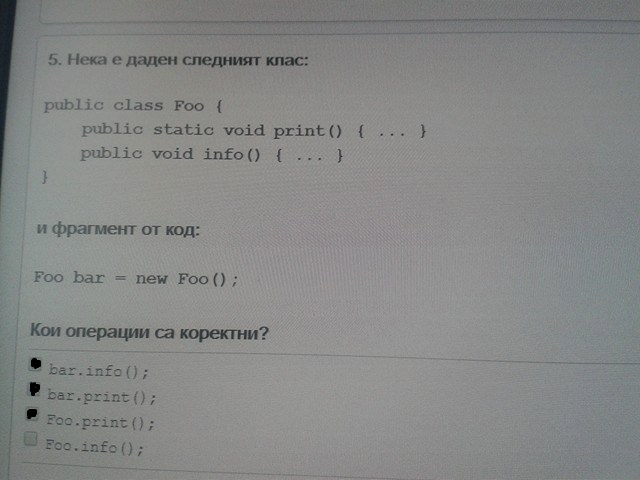 5. Нека е даден следният клас:
public class Foo {
public static void print() { ... }
public void info() { ... }
}
и фрагмент от код:
Foo bar = new Foo();
Кои операции са коректни?
bar.info();
bar.print();
Foo.print();
Foo.info();